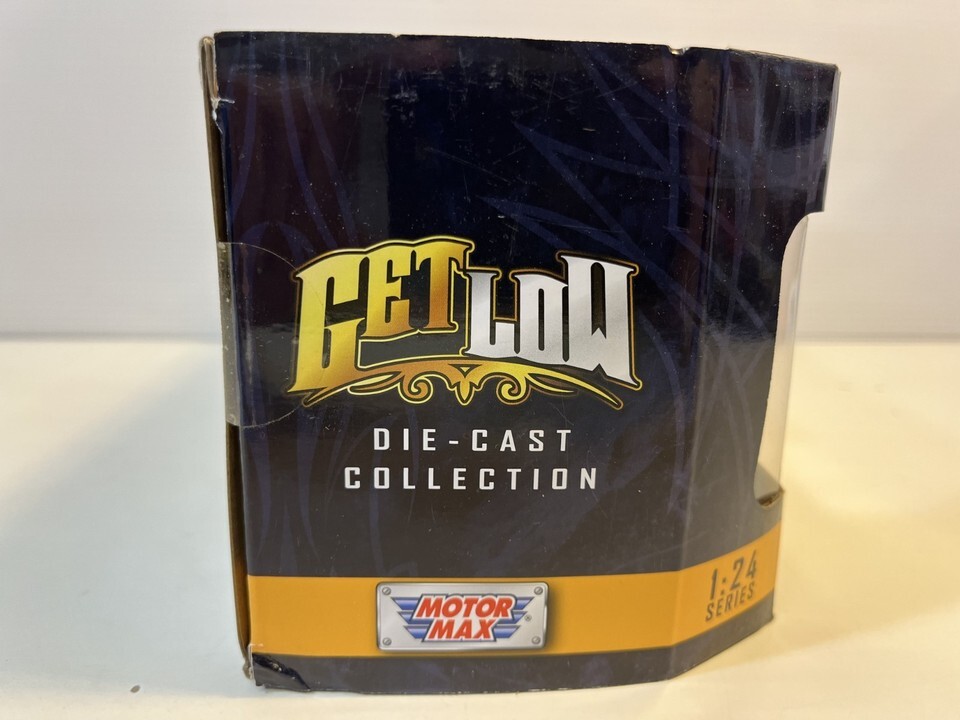 GET LOW
DIE-CAST
COLLECTION
MOTOR
MAX®
1:24
SERIES